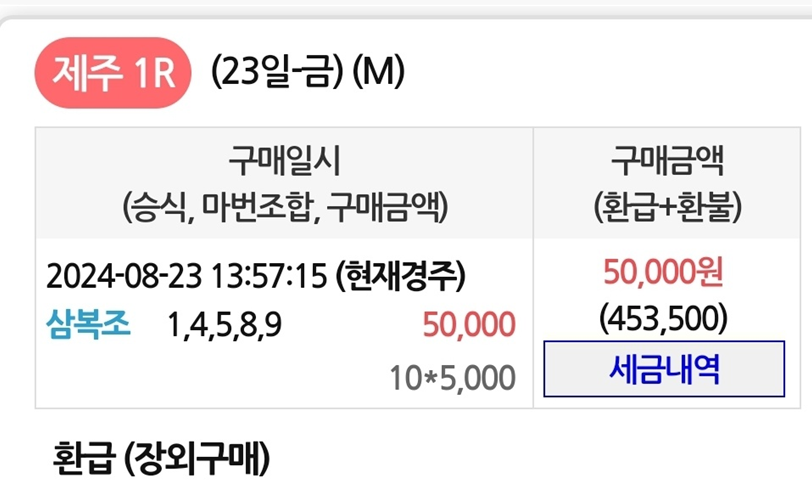 제주 1R (23일-금) (M)
구매일시
(승식, 마번조합, 구매금액)
구매금액
(환급+환불)
2024-08-23 13:57:15 (현재경주)
삼복조 1,4,5,8,9 50,000
10*5,000
50,000원
(453,500)
세금내역
환급 (장외구매)